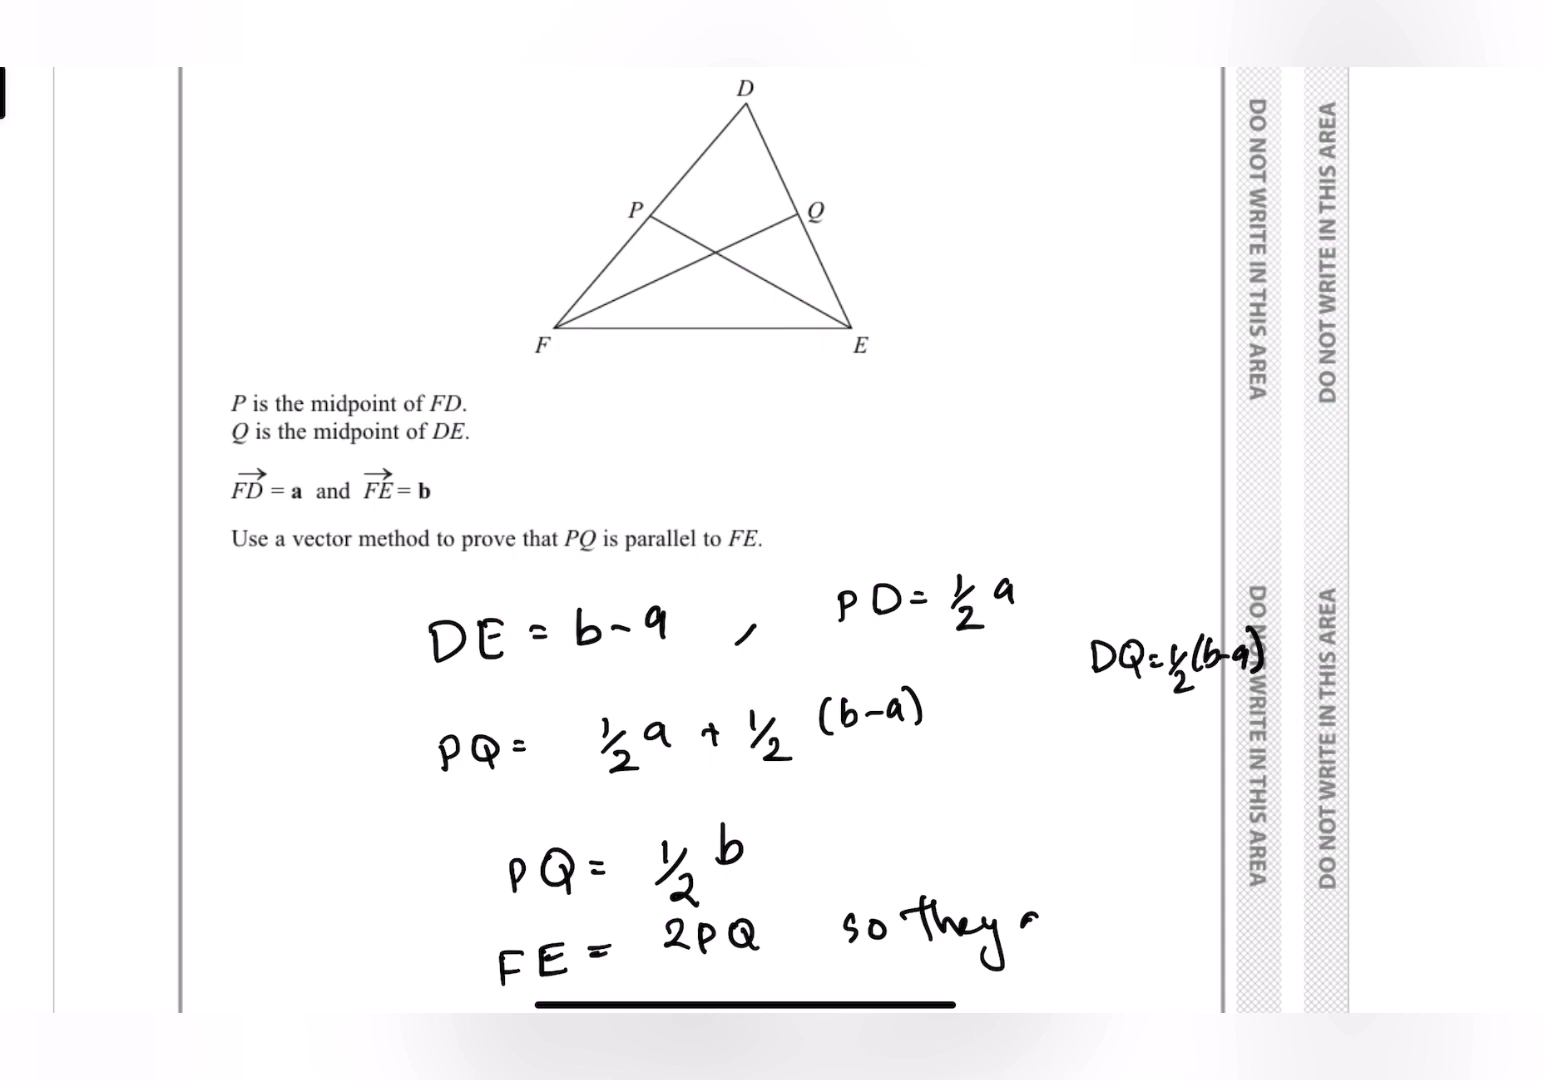 D
P
Q
F
E
P is the midpoint of FD.
Q is the midpoint of DE.
FD = a and FE = b
Use a vector method to prove that PQ is parallel to FE.
DE = b-a , PD = 1/2 a
DQ = 1/2 (b-a)
PQ = 1/2 a + 1/2 (b-a)
PQ = 1/2 b
FE = 2PQ so they
DO NOT WRITE IN THIS AREA
DO NOT WRITE IN THIS AREA
DO NOT WRITE IN THIS AREA
DO NOT WRITE IN THIS AREA